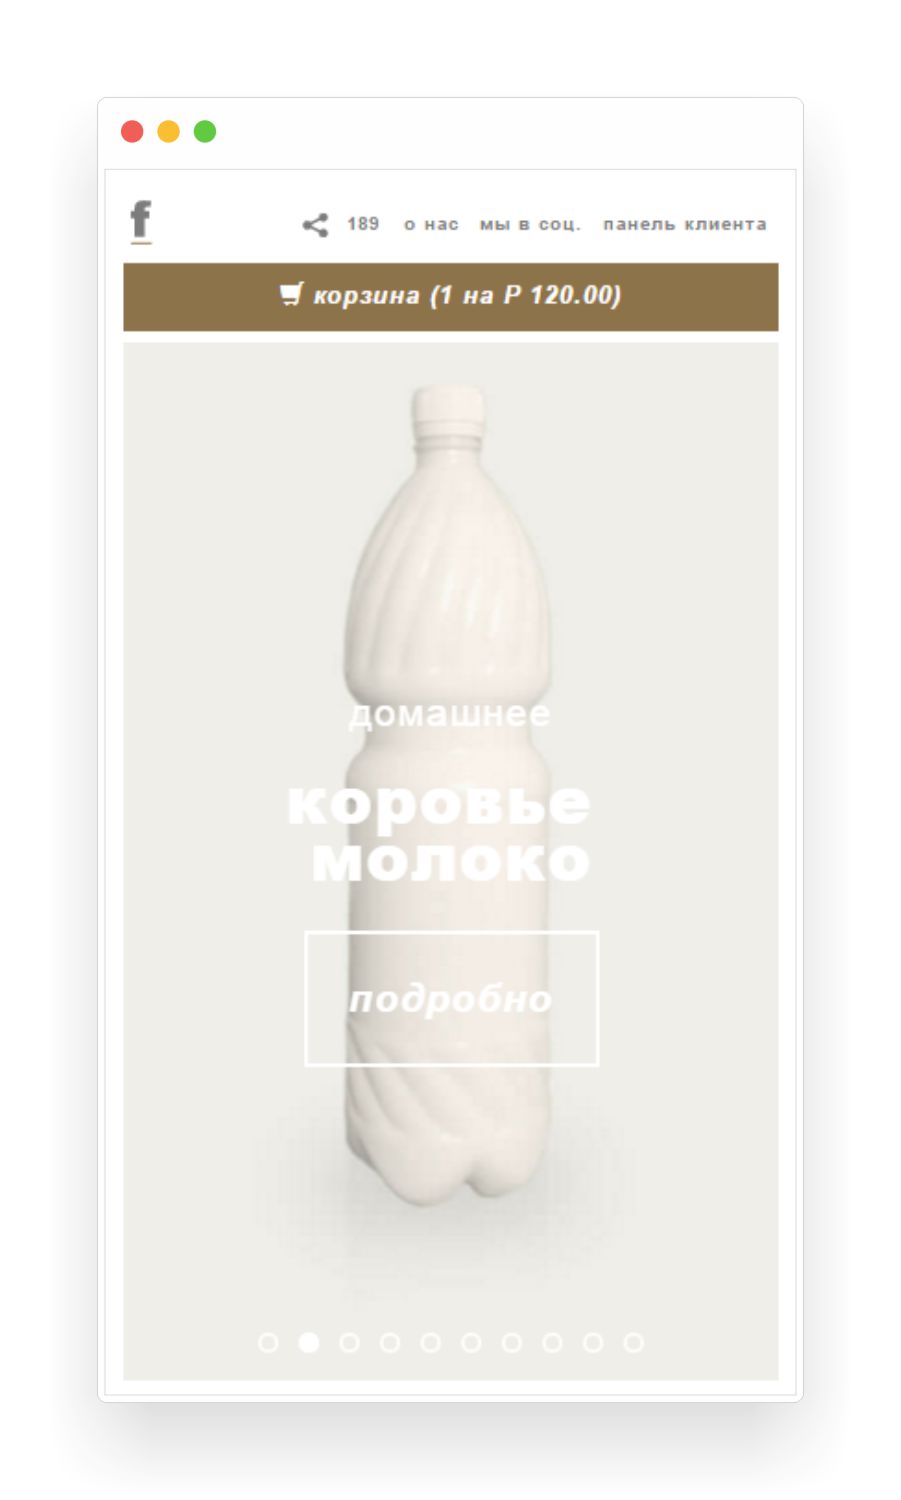 f
189 о нас мы в соц. панель клиента
корзина (1 на Р 120.00)
домашнее
коровье
молоко
подробно